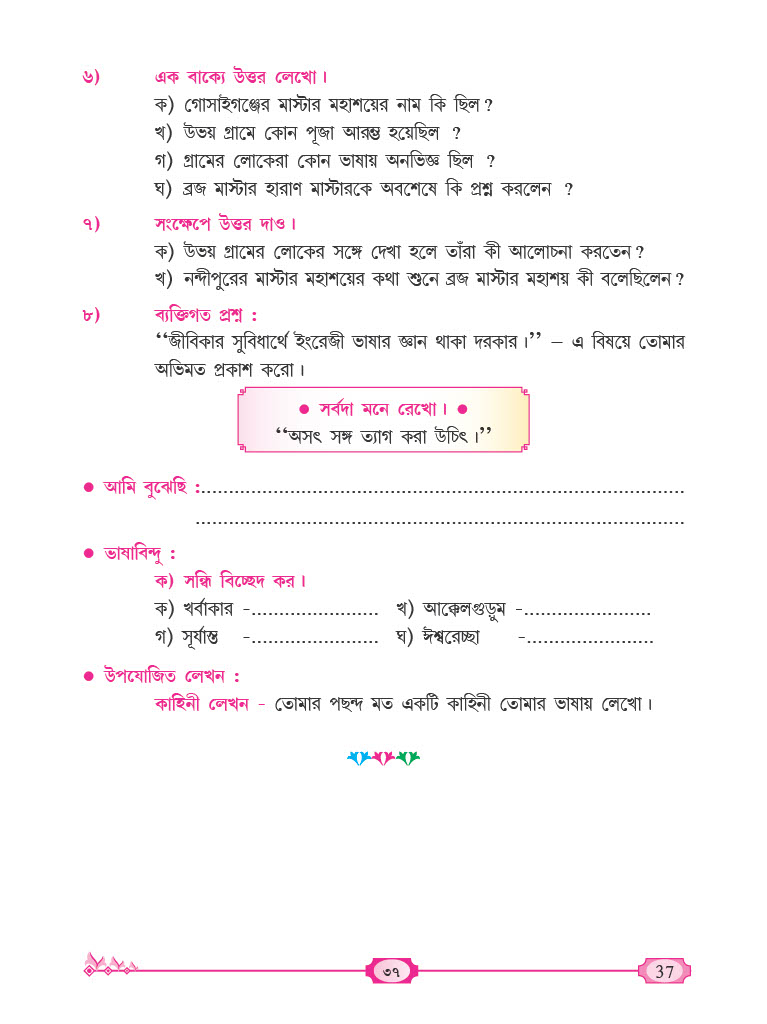 ৬) এক বাক্যে উত্তর লেখো।
ক) গোসাইগঞ্জের মাস্টার মহাশয়ের নাম কি ছিল?
খ) উভয় গ্রামে কোন পূজা আরম্ভ হয়েছিল ?
গ) গ্রামের লোকেরা কোন ভাষায় অনভিজ্ঞ ছিল ?
ঘ) ব্রজ মাস্টার হারাণ মাস্টারকে অবশেষে কি প্রশ্ন করলেন ?
৭) সংক্ষেপে উত্তর দাও।
ক) উভয় গ্রামের লোকের সঙ্গে দেখা হলে তাঁরা কী আলোচনা করতেন?
খ) নন্দীপুরের মাস্টার মহাশয়ের কথা শুনে ব্রজ মাস্টার মহাশয় কী বলেছিলেন?
৮) ব্যক্তিগত প্রশ্ন :
“জীবিকার সুবিধার্থে ইংরেজী ভাষার জ্ঞান থাকা দরকার।” – এ বিষয়ে তোমার
অভিমত প্রকাশ করো।
● সর্বদা মনে রেখো। ●
“অসৎ সঙ্গ ত্যাগ করা উচিৎ।”
● আমি বুঝেছি :.......................................................................................
........................................................................................
● ভাষাবিন্দু :
ক) সন্ধি বিচ্ছেদ কর।
ক) খর্বাকার -....................... খ) আক্কেলগুড়ুম -.......................
গ) সূর্যাস্ত -....................... ঘ) ঈশ্বরেচ্ছা -.......................
● উপযোজিত লেখন :
কাহিনী লেখন - তোমার পছন্দ মত একটি কাহিনী তোমার ভাষায় লেখো।
৩৭ 37